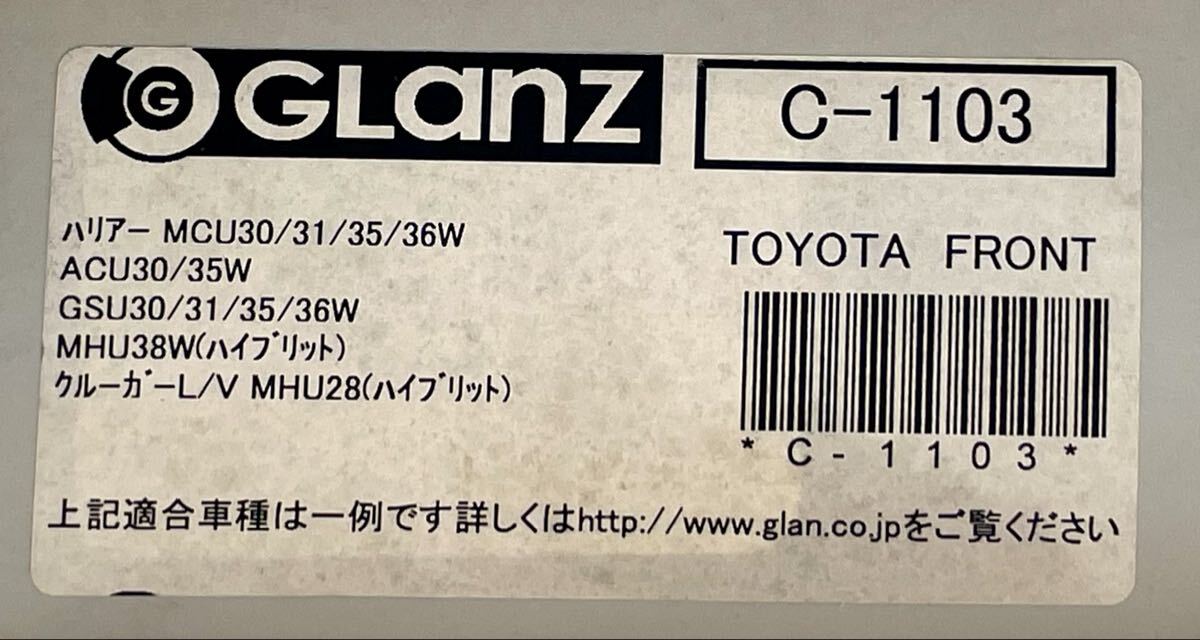 G GLanz
C-1103
ﾊﾘｱｰ MCU30/31/35/36W
ACU30/35W
GSU30/31/35/36W
MHU38W(ﾊｲﾌﾞﾘｯﾄ)
ｸﾙｰｶﾞｰL/V MHU28(ﾊｲﾌﾞﾘｯﾄ)
TOYOTA FRONT
*C-1103*
上記適合車種は一例です詳しくはhttp://www.glan.co.jpをご覧ください